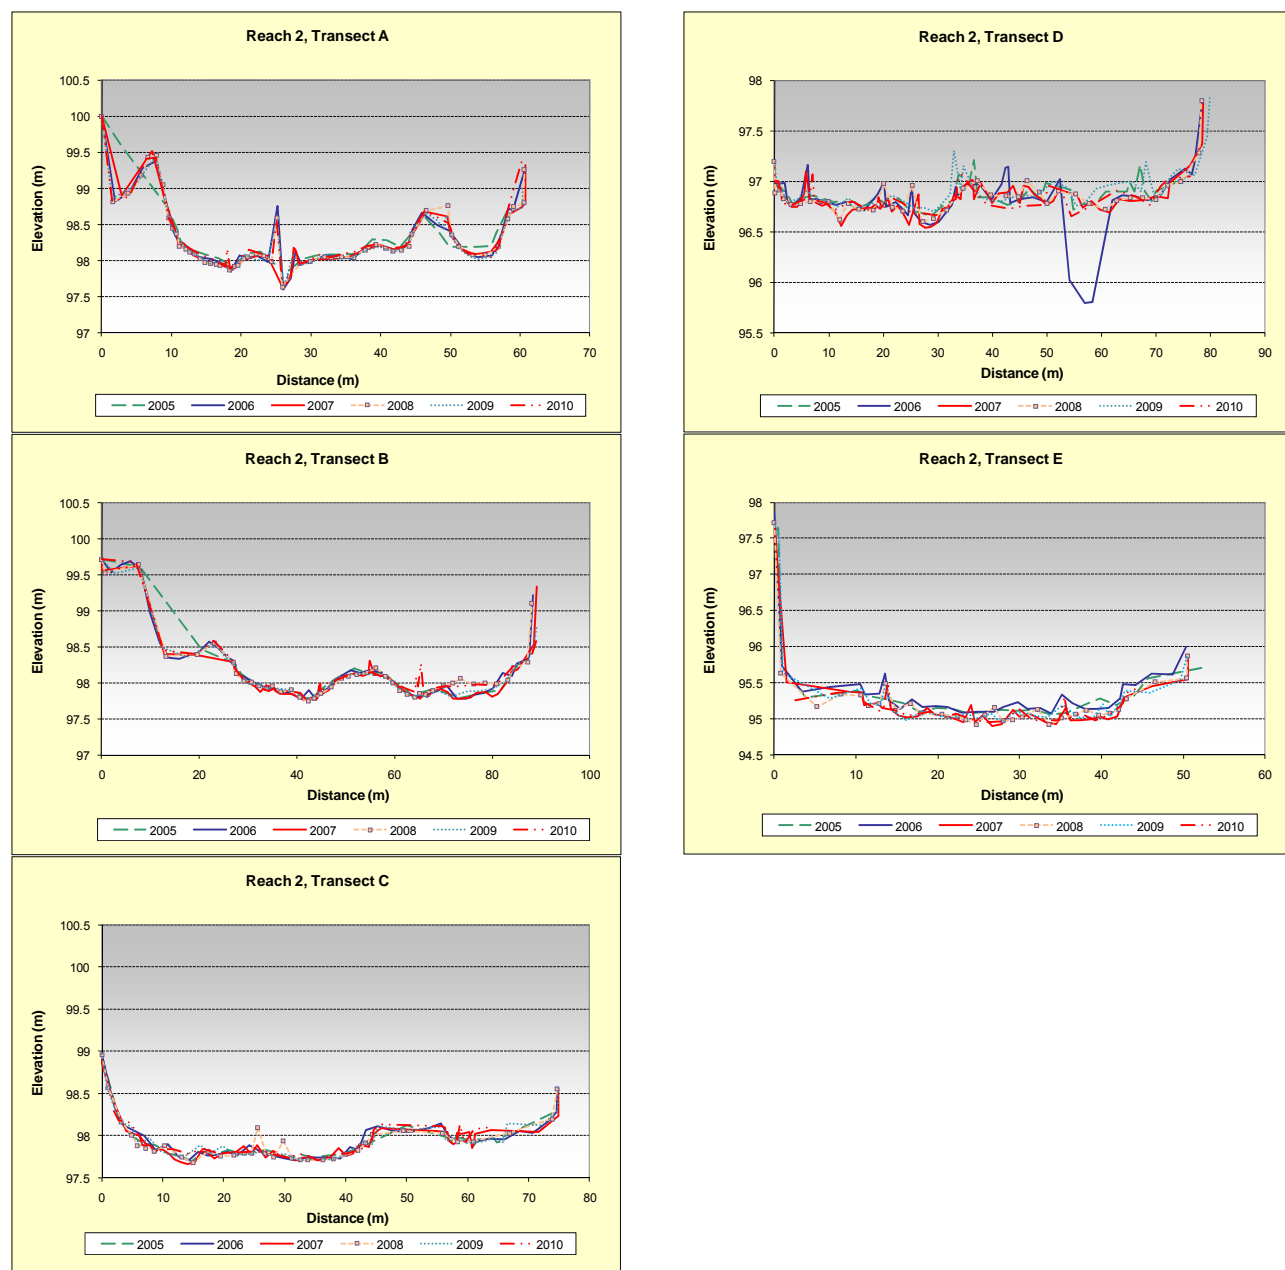 Reach 2, Transect A
100.5
100
99.5
99
98.5
98
97.5
97
Elevation (m)
0 10 20 30 40 50 60 70
Distance (m)
2005 2006 2007 2008 2009 2010
Reach 2, Transect D
98
97.5
97
96.5
96
95.5
Elevation (m)
0 10 20 30 40 50 60 70 80 90
Distance (m)
2005 2006 2007 2008 2009 2010
Reach 2, Transect B
100.5
100
99.5
99
98.5
98
97.5
97
Elevation (m)
0 20 40 60 80 100
Distance (m)
2005 2006 2007 2008 2009 2010
Reach 2, Transect E
98
97.5
97
96.5
96
95.5
95
94.5
Elevation (m)
0 10 20 30 40 50 60
Distance (m)
2005 2006 2007 2008 2009 2010
Reach 2, Transect C
100.5
100
99.5
99
98.5
98
97.5
Elevation (m)
0 10 20 30 40 50 60 70 80
Distance (m)
2005 2006 2007 2008 2009 2010